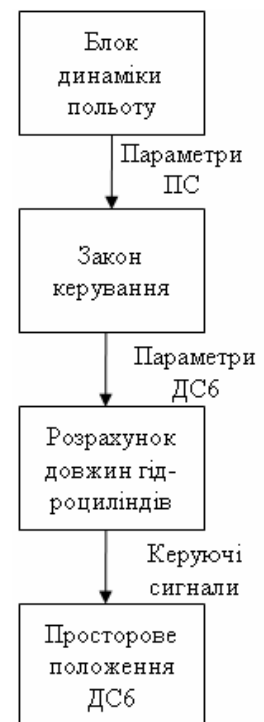 Блок
динаміки
польоту
Параметри
ПС
Закон
керування
Параметри
ДС6
Розрахунок
довжин гід-
роциліндів
Керуючі
сигнали
Просторове
положення
ДС6